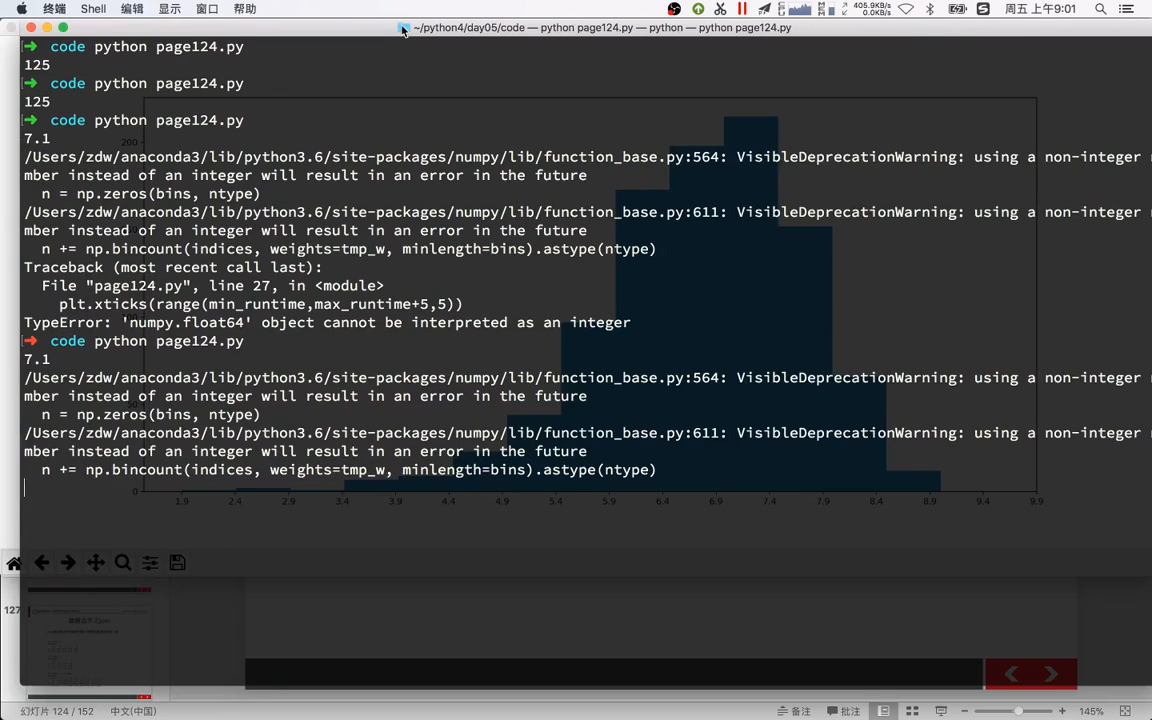 终端 Shell 编辑 显示 窗口 帮助 405.9KB/s 0.0KB/s 周五 上午9:01
~/python4/day05/code — python page124.py — python — python page124.py
➜ code python page124.py
125
➜ code python page124.py
125
➜ code python page124.py
7.1
/Users/zdw/anaconda3/lib/python3.6/site-packages/numpy/lib/function_base.py:564: VisibleDeprecationWarning: using a non-integer
mber instead of an integer will result in an error in the future
n = np.zeros(bins, ntype)
/Users/zdw/anaconda3/lib/python3.6/site-packages/numpy/lib/function_base.py:611: VisibleDeprecationWarning: using a non-integer
mber instead of an integer will result in an error in the future
n += np.bincount(indices, weights=tmp_w, minlength=bins).astype(ntype)
Traceback (most recent call last):
File "page124.py", line 27, in <module>
plt.xticks(range(min_runtime,max_runtime+5,5))
TypeError: 'numpy.float64' object cannot be interpreted as an integer
➜ code python page124.py
7.1
/Users/zdw/anaconda3/lib/python3.6/site-packages/numpy/lib/function_base.py:564: VisibleDeprecationWarning: using a non-integer
mber instead of an integer will result in an error in the future
n = np.zeros(bins, ntype)
/Users/zdw/anaconda3/lib/python3.6/site-packages/numpy/lib/function_base.py:611: VisibleDeprecationWarning: using a non-integer
mber instead of an integer will result in an error in the future
n += np.bincount(indices, weights=tmp_w, minlength=bins).astype(ntype)
200
0
1.9 2.4 2.9 3.4 3.9 4.4 4.9 5.4 5.9 6.4 6.9 7.4 7.9 8.4 8.9 9.4 9.9
127
幻灯片 124 / 152 中文(中国) 备注 批注 145%